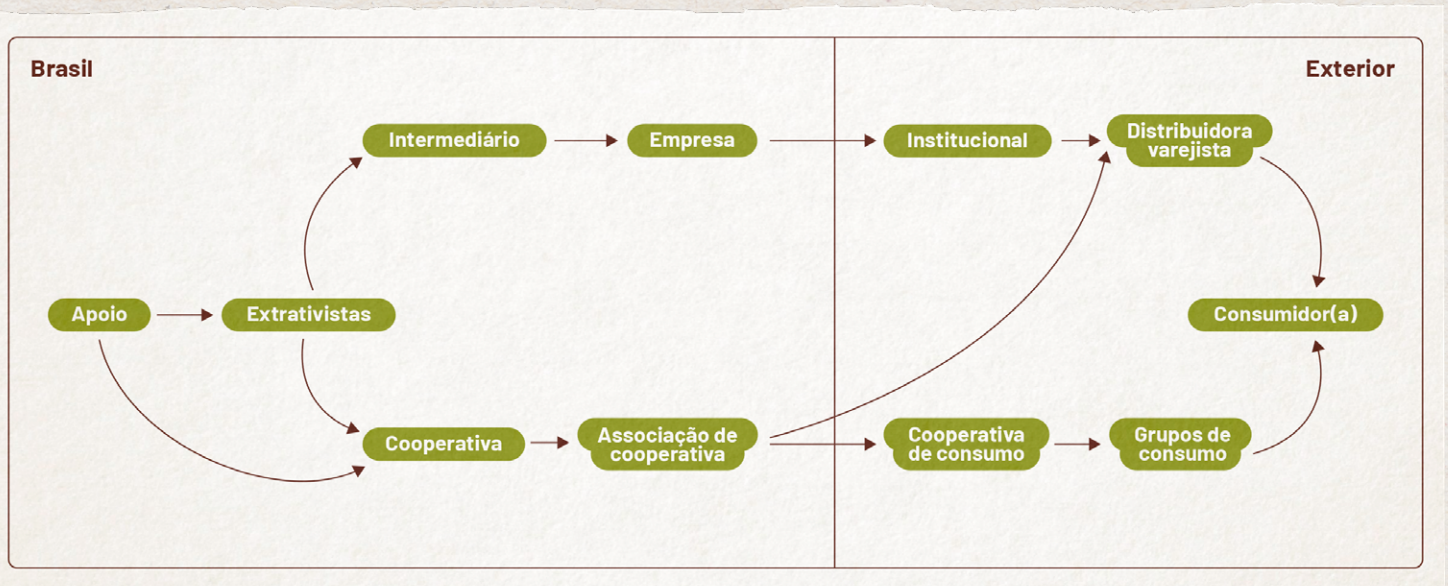 Brasil
Exterior
Intermediário
Empresa
Institucional
Distribuidora
varejista
Apoio
Extrativistas
Consumidor(a)
Cooperativa
Associação de
cooperativa
Cooperativa
de consumo
Grupos de
consumo